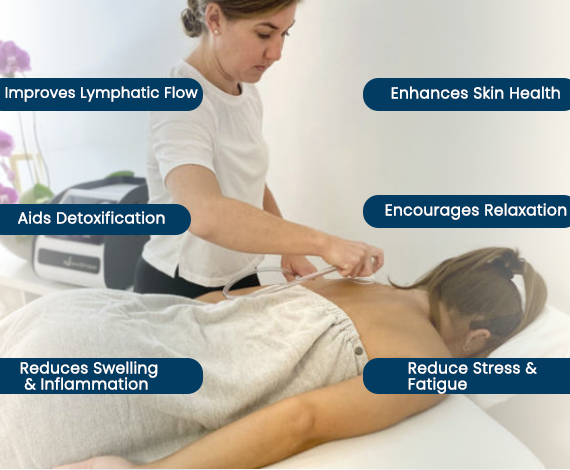 Improves Lymphatic Flow
Enhances Skin Health
Aids Detoxification
Encourages Relaxation
Reduces Swelling
& Inflammation
Reduce Stress &
Fatigue